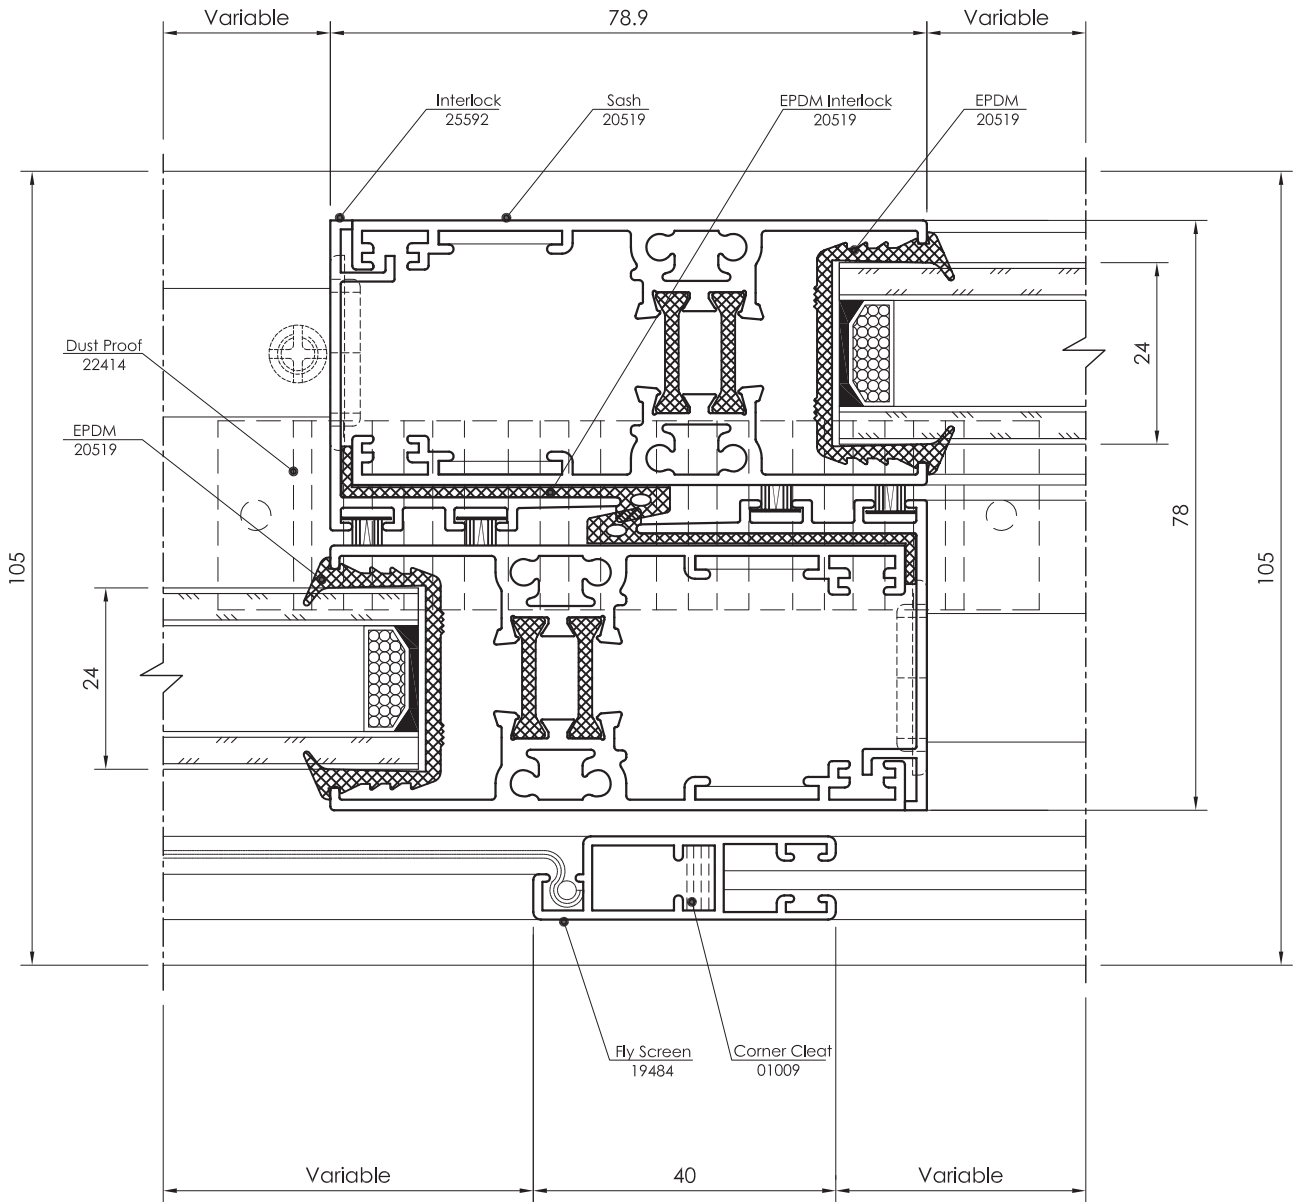 Variable
78.9
Variable
Interlock
25592
Sash
20519
EPDM Interlock
20519
EPDM
20519
Dust Proof
22414
EPDM
20519
24
78
105
105
24
Fly Screen
19484
Corner Cleat
01009
Variable
40
Variable